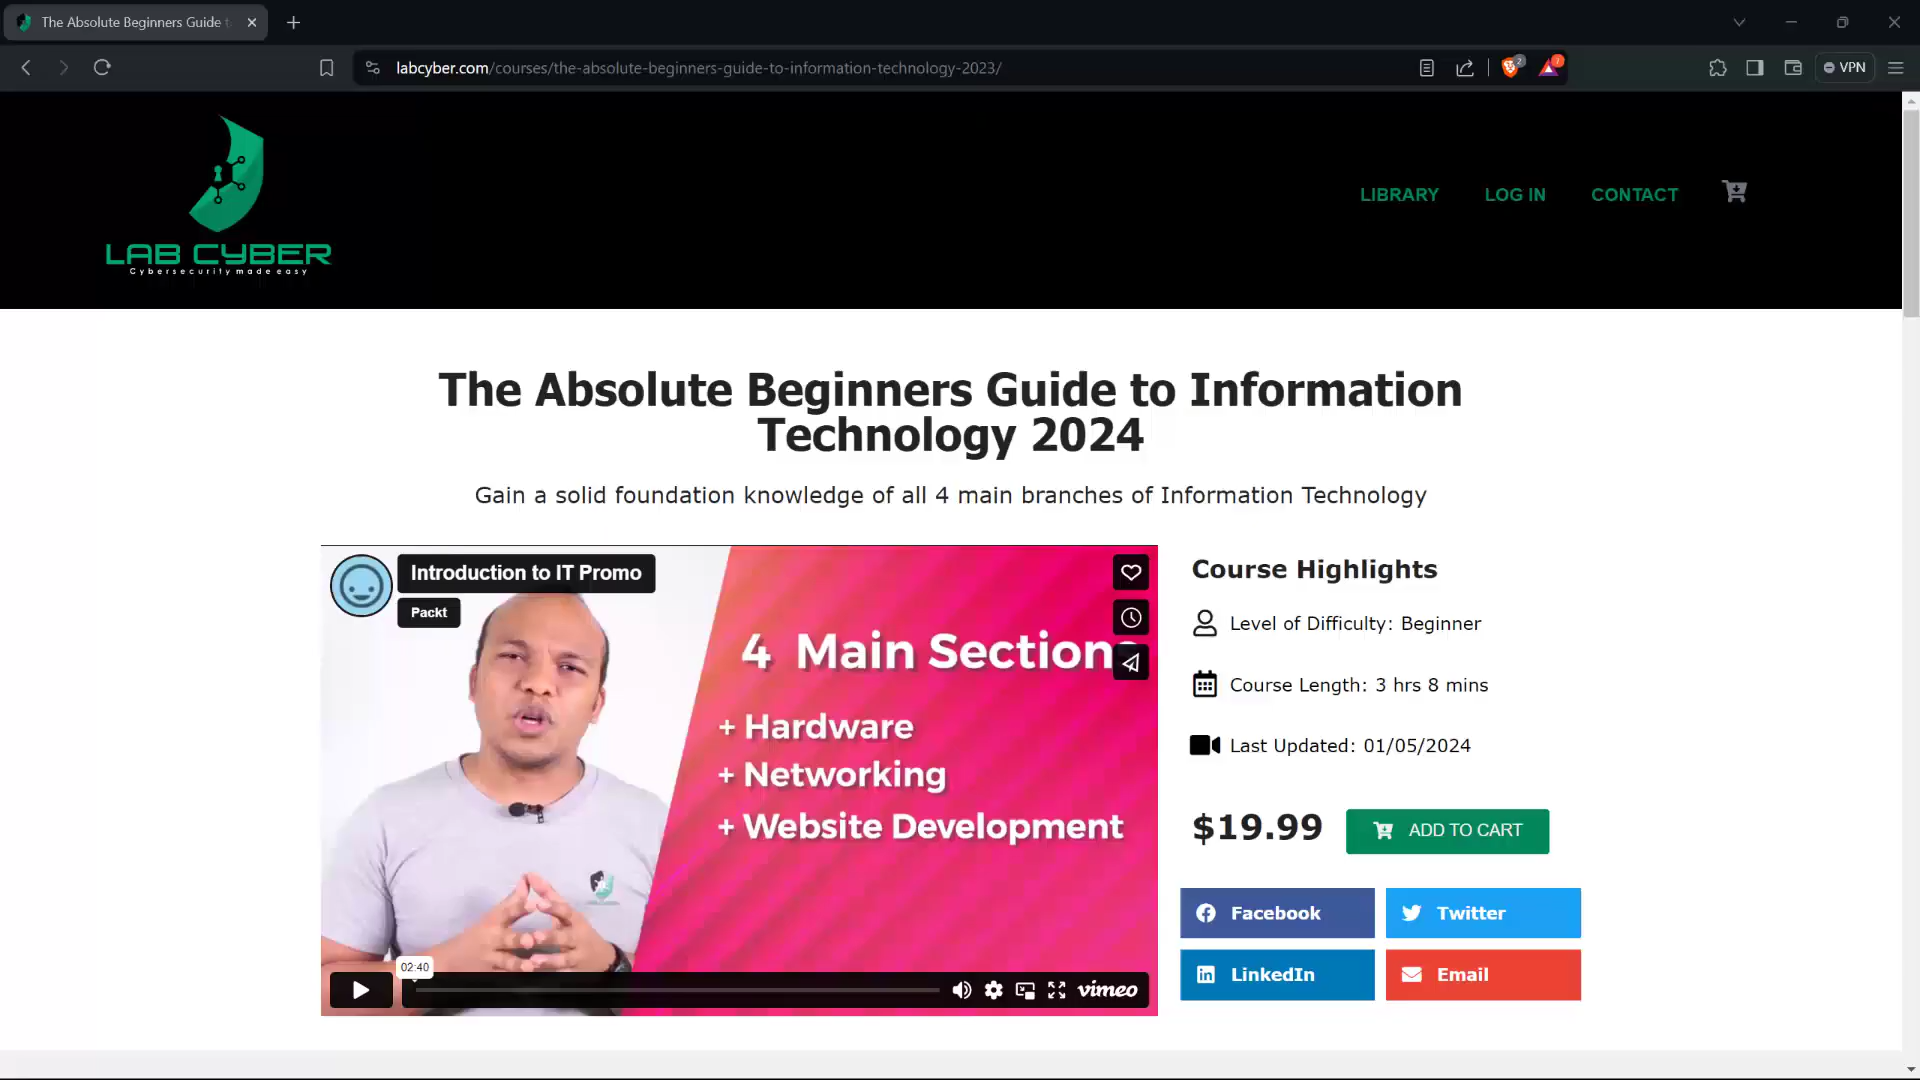 The Absolute Beginners Guide t
labcyber.com/courses/the-absolute-beginners-guide-to-information-technology-2023/
2
7
VPN
LAB CYBER
Cybersecurity made easy
LIBRARY
LOG IN
CONTACT
The Absolute Beginners Guide to Information
Technology 2024
Gain a solid foundation knowledge of all 4 main branches of Information Technology
Introduction to IT Promo
Packt
4 Main Section
+ Hardware
+ Networking
+ Website Development
02:40
vimeo
Course Highlights
Level of Difficulty: Beginner
Course Length: 3 hrs 8 mins
Last Updated: 01/05/2024
$19.99
ADD TO CART
Facebook
Twitter
LinkedIn
Email